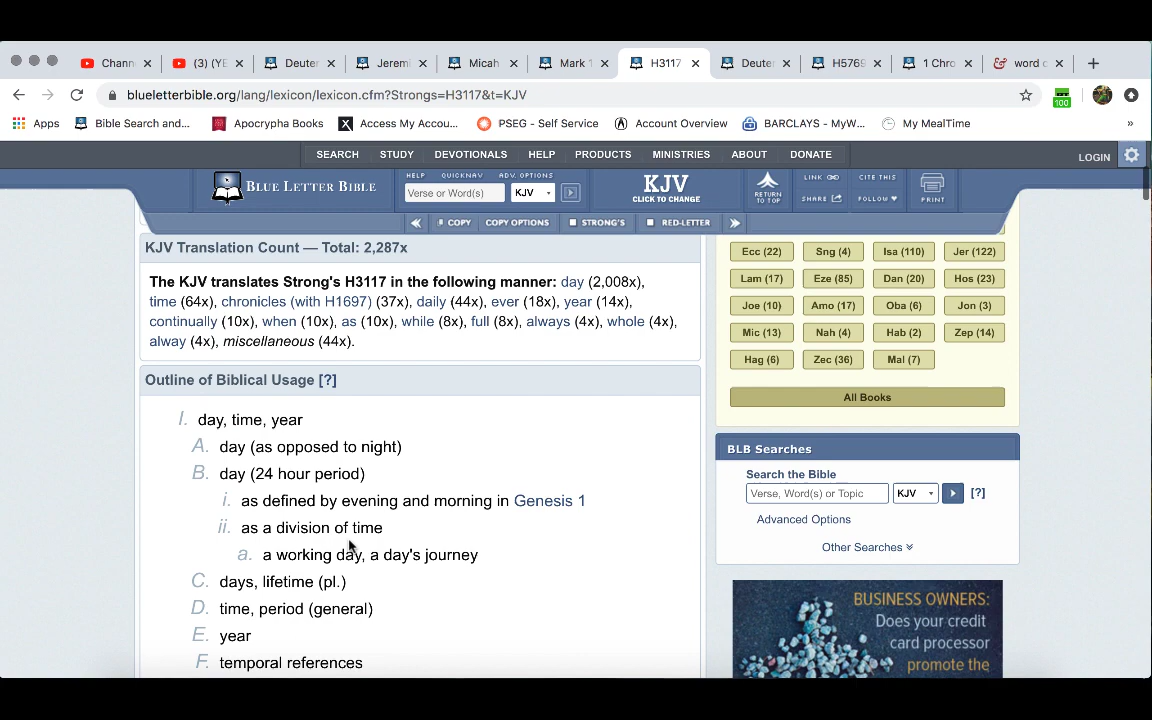 Chann
(3) (YE
Deuter
Jeremi
Micah
Mark 1
H3117
Deuter
H5769
1 Chro
word c
blueletterbible.org/lang/lexicon/lexicon.cfm?Strongs=H3117&t=KJV
100
Apps
Bible Search and...
Apocrypha Books
Access My Accou...
PSEG - Self Service
Account Overview
BARCLAYS - MyW...
My MealTime
»
SEARCH
STUDY
DEVOTIONALS
HELP
PRODUCTS
MINISTRIES
ABOUT
DONATE
LOGIN
BLUE LETTER BIBLE
HELP
QUICKNAV
ADV. OPTIONS
Verse or Word(s)
KJV
KJV
CLICK TO CHANGE
RETURN
TO TOP
LINK
CITE THIS
SHARE
FOLLOW
PRINT
COPY
COPY OPTIONS
STRONG'S
RED-LETTER
KJV Translation Count — Total: 2,287x
The KJV translates Strong's H3117 in the following manner: day (2,008x),
time (64x), chronicles (with H1697) (37x), daily (44x), ever (18x), year (14x),
continually (10x), when (10x), as (10x), while (8x), full (8x), always (4x), whole (4x),
alway (4x), miscellaneous (44x).
Outline of Biblical Usage [?]
I. day, time, year
A. day (as opposed to night)
B. day (24 hour period)
i. as defined by evening and morning in Genesis 1
ii. as a division of time
a. a working day, a day's journey
C. days, lifetime (pl.)
D. time, period (general)
E. year
F. temporal references
Ecc (22) Sng (4) Isa (110) Jer (122)
Lam (17) Eze (85) Dan (20) Hos (23)
Joe (10) Amo (17) Oba (6) Jon (3)
Mic (13) Nah (4) Hab (2) Zep (14)
Hag (6) Zec (36) Mal (7)
All Books
BLB Searches
Search the Bible
Verse, Word(s) or Topic
KJV
[?]
Advanced Options
Other Searches
BUSINESS OWNERS:
Does your credit
card processor
promote the